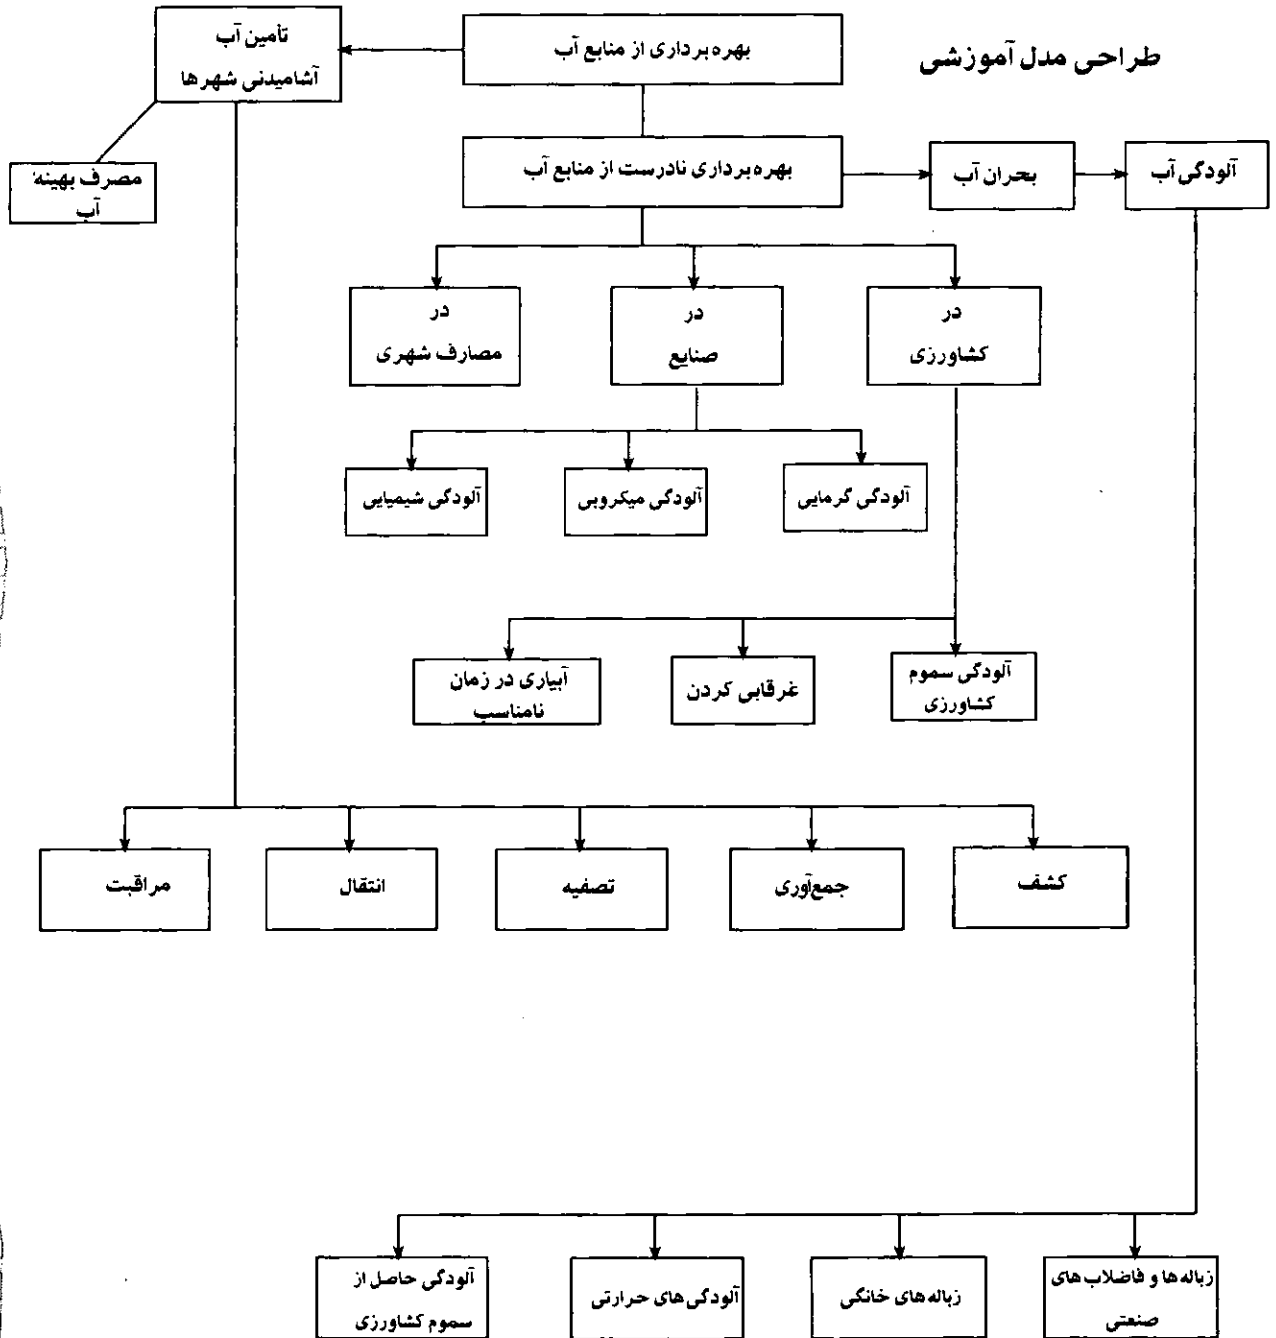 طراحی مدل آموزشی
بهره‌برداری از منابع آب
تأمین آب
آشامیدنی شهرها
مصرف بهینه
آب
بهره‌برداری نادرست از منابع آب
بحران آب
آلودگی آب
در
کشاورزی
در
صنایع
در
مصارف شهری
آلودگی گرمایی
آلودگی میکروبی
آلودگی شیمیایی
آلودگی سموم
کشاورزی
غرقابی کردن
آبیاری در زمان
نامناسب
کشف
جمع‌آوری
تصفیه
انتقال
مراقبت
زباله‌ها و فاضلاب‌های
صنعتی
زباله‌های خانگی
آلودگی‌های حرارتی
آلودگی حاصل از
سموم کشاورزی